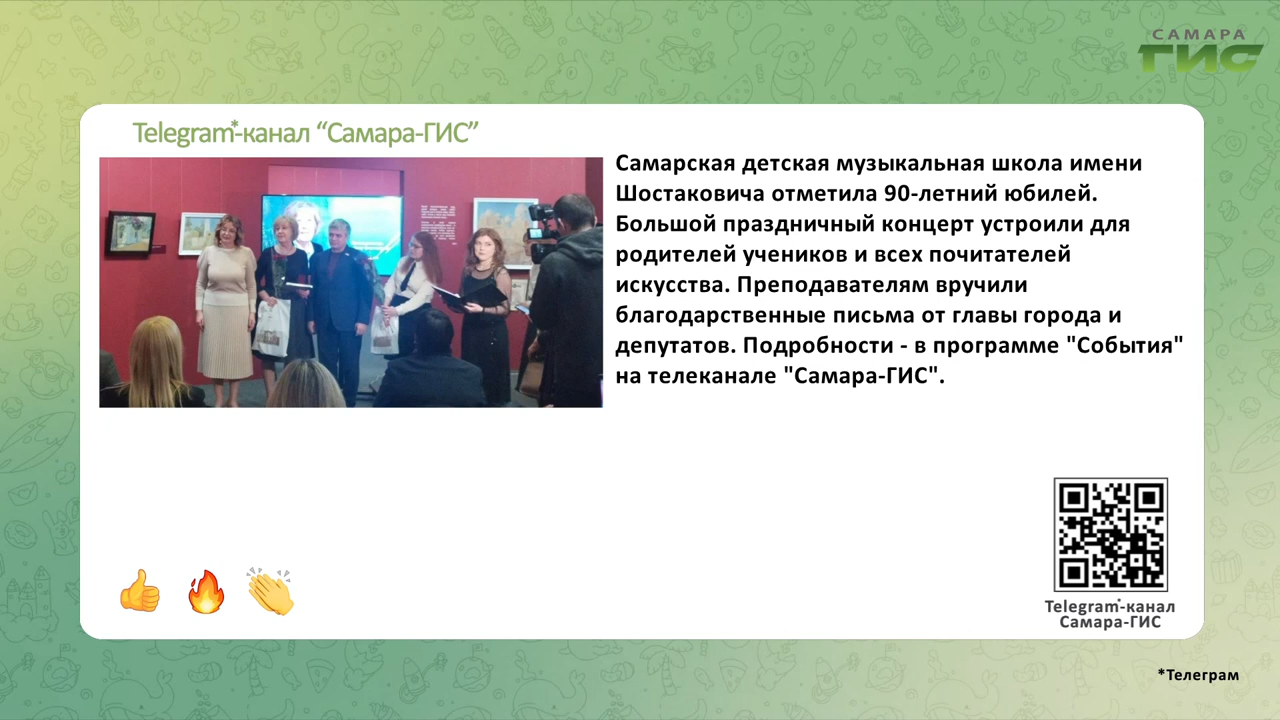 САМАРА
ГИС
Telegram*-канал “Самара-ГИС”
Самарская детская музыкальная школа имени
Шостаковича отметила 90-летний юбилей.
Большой праздничный концерт устроили для
родителей учеников и всех почитателей
искусства. Преподавателям вручили
благодарственные письма от главы города и
депутатов. Подробности - в программе "События"
на телеканале "Самара-ГИС".
Telegram*-канал
Самара-ГИС
*Телеграм